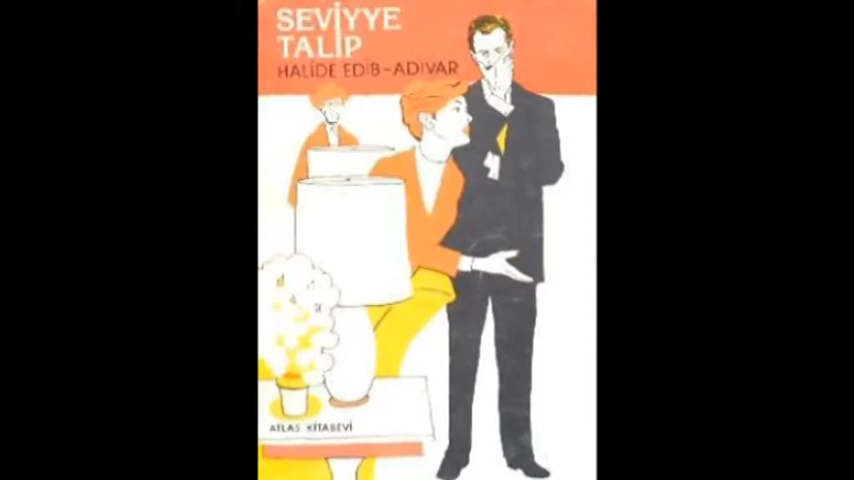 SEVİYYE
TALİP
HALİDE EDİB-ADIVAR
ATLAS KİTABEVİ